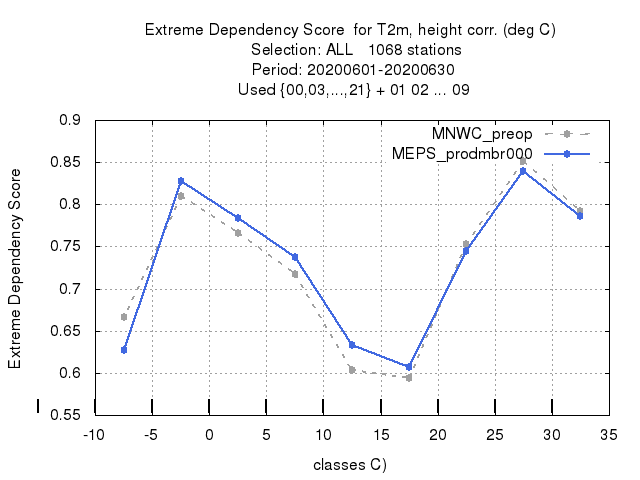 Extreme Dependency Score  for T2m, height corr. (deg C)
Selection: ALL   1068 stations
Period: 20200601-20200630
Used {00,03,...,21} + 01 02 ... 09
MNWC_preop
MEPS_prodmbr000
Extreme Dependency Score
0.9
0.85
0.8
0.75
0.7
0.65
0.6
0.55
-10 -5 0 5 10 15 20 25 30 35
classes C)